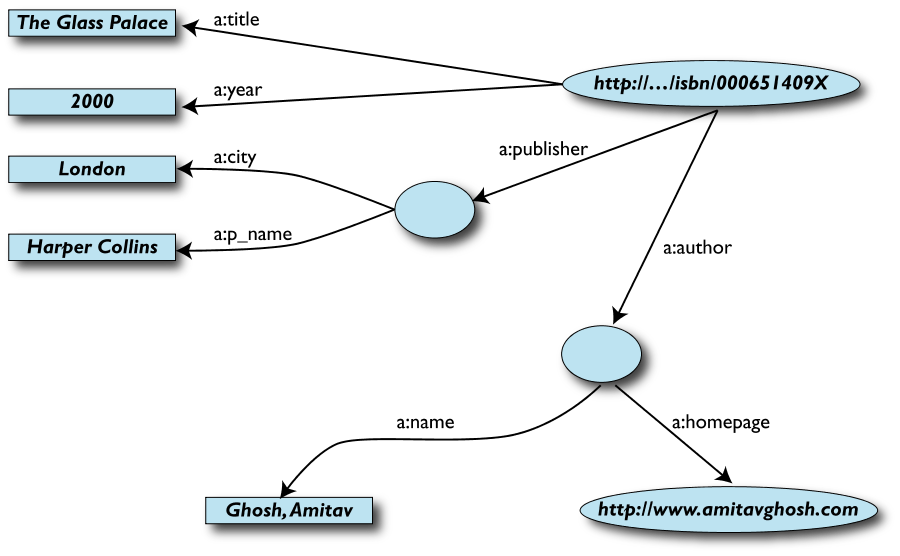 The Glass Palace
a:title
http://…/isbn/000651409X
2000
a:year
a:publisher
London
a:city
Harper Collins
a:p_name
a:author
a:name
a:homepage
Ghosh, Amitav
http://www.amitavghosh.com